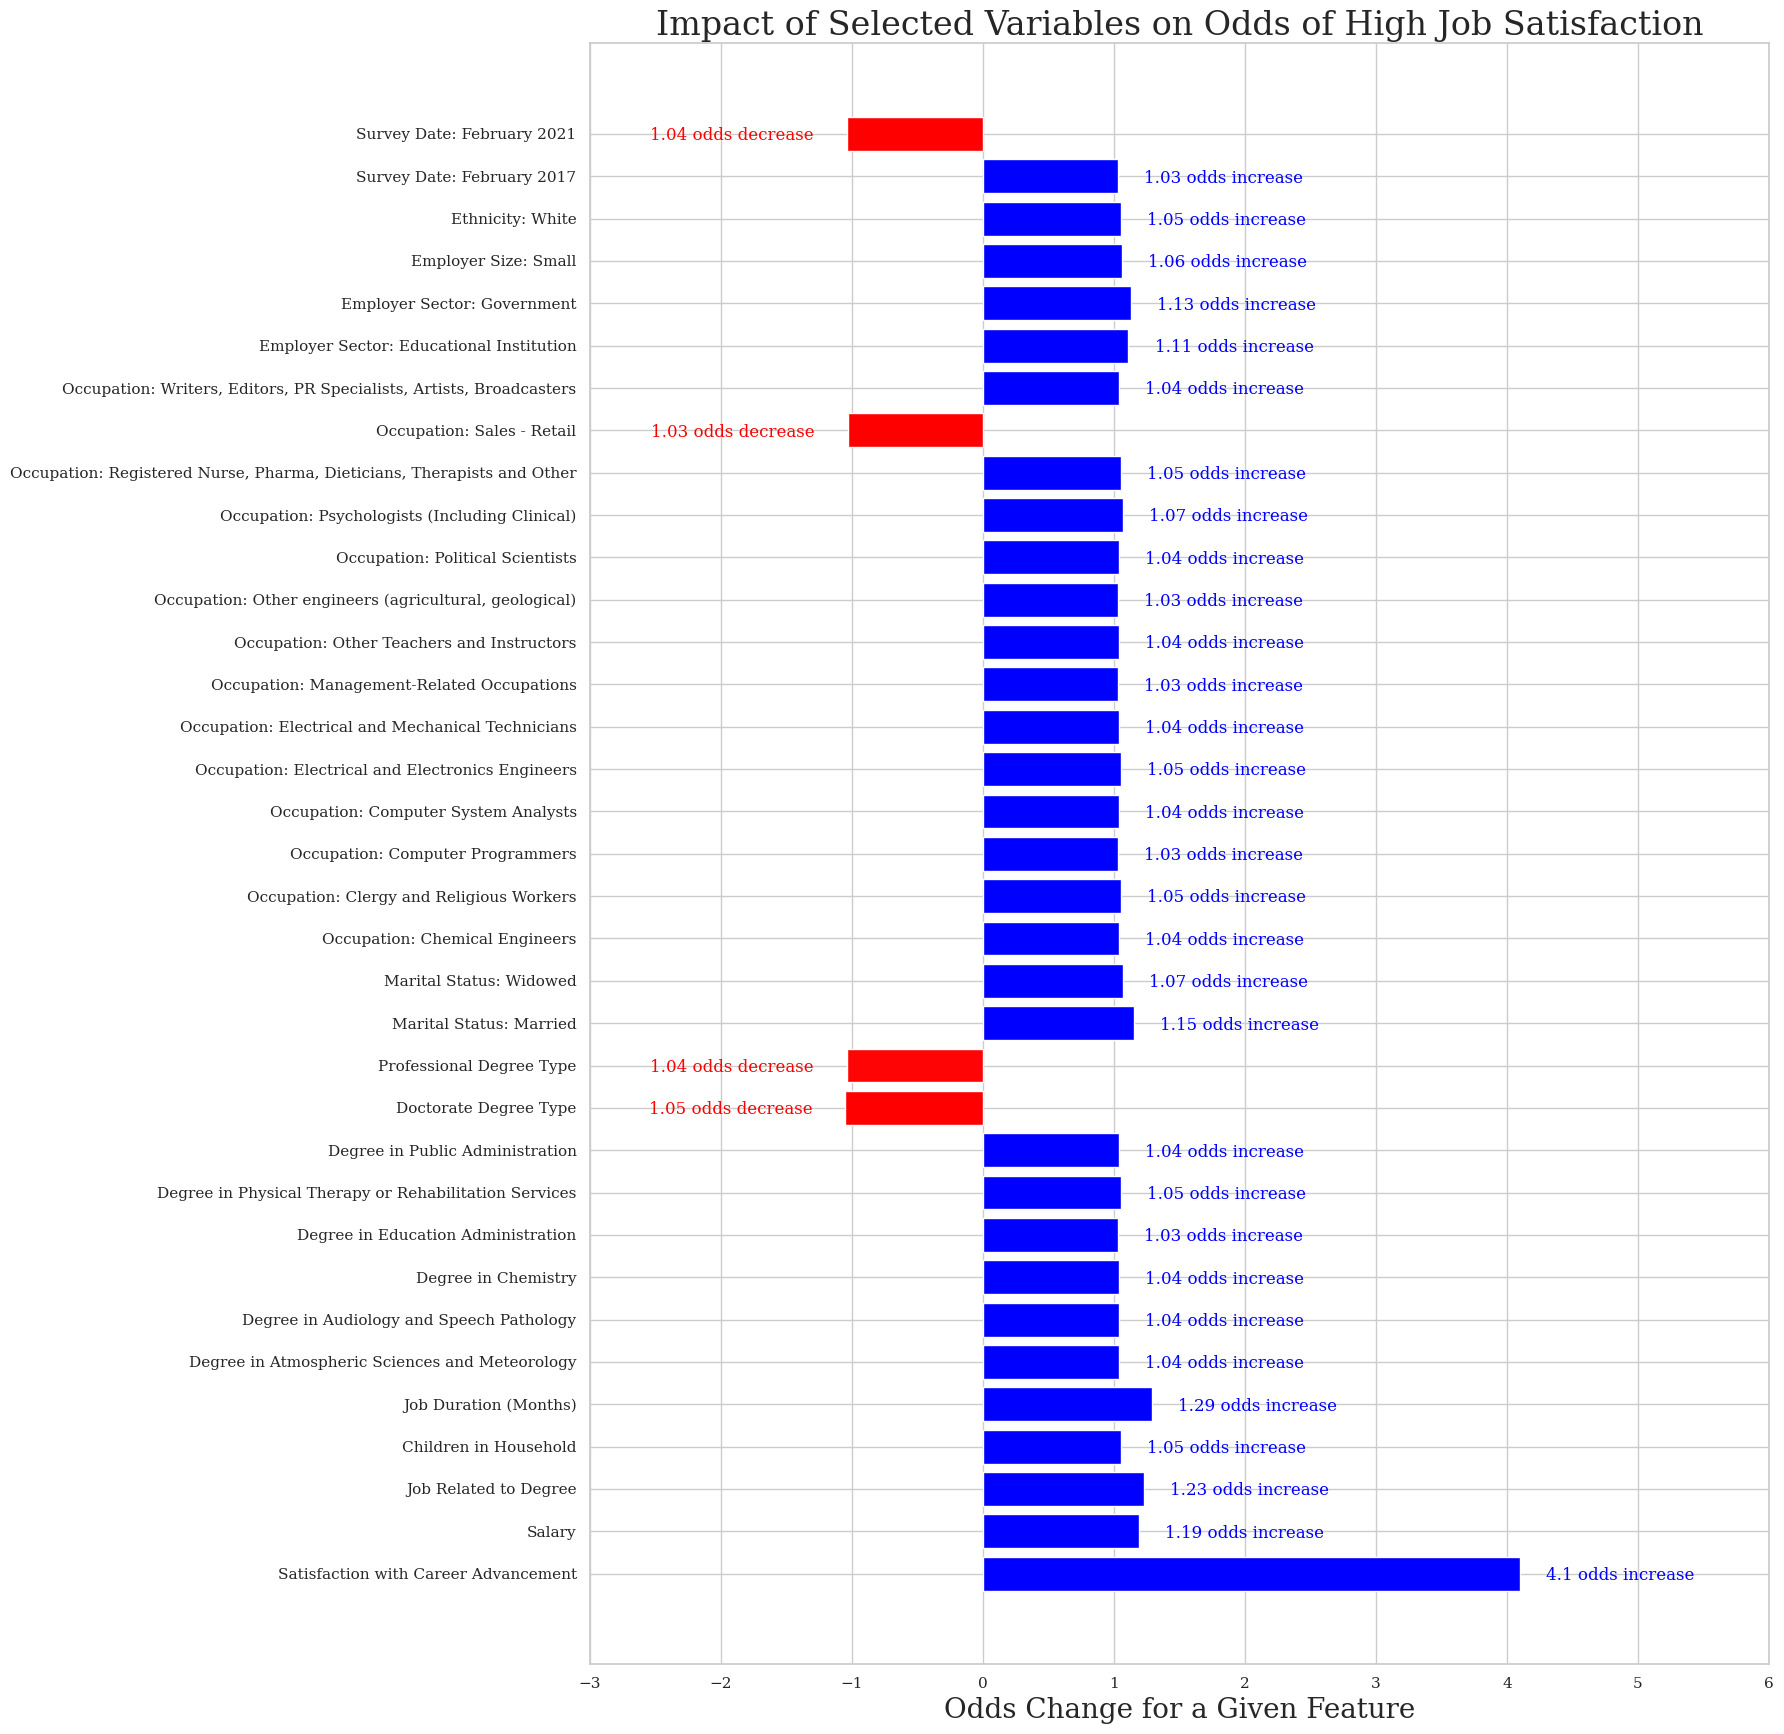 Impact of Selected Variables on Odds of High Job Satisfaction
Survey Date: February 2021
1.04 odds decrease
Survey Date: February 2017
1.03 odds increase
Ethnicity: White
1.05 odds increase
Employer Size: Small
1.06 odds increase
Employer Sector: Government
1.13 odds increase
Employer Sector: Educational Institution
1.11 odds increase
Occupation: Writers, Editors, PR Specialists, Artists, Broadcasters
1.04 odds increase
Occupation: Sales - Retail
1.03 odds decrease
Occupation: Registered Nurse, Pharma, Dieticians, Therapists and Other
1.05 odds increase
Occupation: Psychologists (Including Clinical)
1.07 odds increase
Occupation: Political Scientists
1.04 odds increase
Occupation: Other engineers (agricultural, geological)
1.03 odds increase
Occupation: Other Teachers and Instructors
1.04 odds increase
Occupation: Management-Related Occupations
1.03 odds increase
Occupation: Electrical and Mechanical Technicians
1.04 odds increase
Occupation: Electrical and Electronics Engineers
1.05 odds increase
Occupation: Computer System Analysts
1.04 odds increase
Occupation: Computer Programmers
1.03 odds increase
Occupation: Clergy and Religious Workers
1.05 odds increase
Occupation: Chemical Engineers
1.04 odds increase
Marital Status: Widowed
1.07 odds increase
Marital Status: Married
1.15 odds increase
Professional Degree Type
1.04 odds decrease
Doctorate Degree Type
1.05 odds decrease
Degree in Public Administration
1.04 odds increase
Degree in Physical Therapy or Rehabilitation Services
1.05 odds increase
Degree in Education Administration
1.03 odds increase
Degree in Chemistry
1.04 odds increase
Degree in Audiology and Speech Pathology
1.04 odds increase
Degree in Atmospheric Sciences and Meteorology
1.04 odds increase
Job Duration (Months)
1.29 odds increase
Children in Household
1.05 odds increase
Job Related to Degree
1.23 odds increase
Salary
1.19 odds increase
Satisfaction with Career Advancement
4.1 odds increase
−3 −2 −1 0 1 2 3 4 5 6
Odds Change for a Given Feature